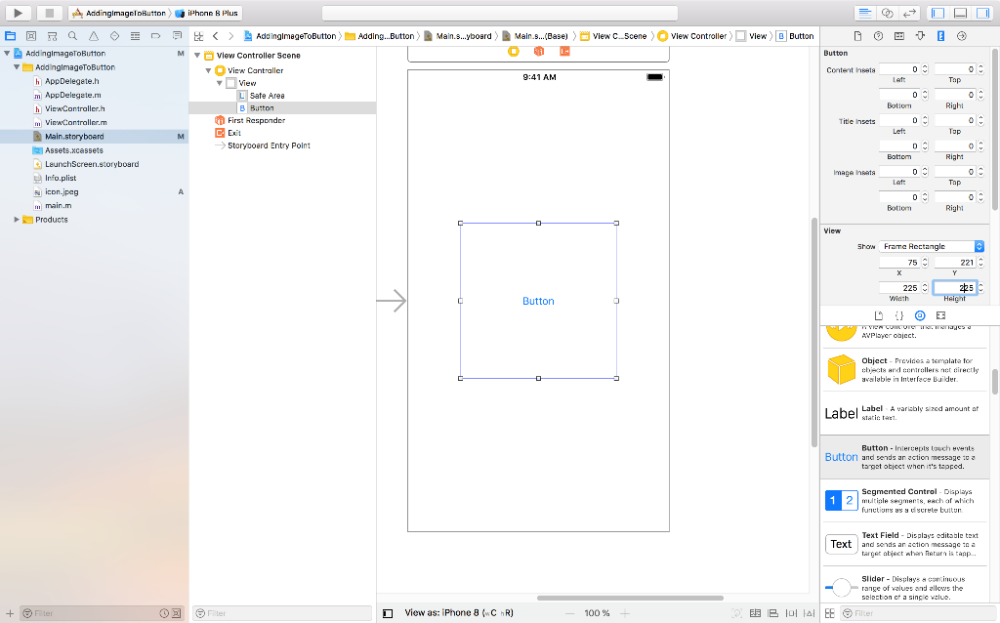 AddingImageToButton
iPhone 8 Plus
AddingImageToButton
Adding...Button
Main.s...yboard
Main.s...(Base)
View C...Scene
View Controller
View
B
Button
AddingImageToButton
M
AddingImageToButton
h AppDelegate.h
m AppDelegate.m
h ViewController.h
m ViewController.m
Main.storyboard
M
Assets.xcassets
LaunchScreen.storyboard
Info.plist
icon.jpeg
A
m main.m
Products
Filter
View Controller Scene
View Controller
View
L Safe Area
B Button
First Responder
Exit
Storyboard Entry Point
Filter
9:41 AM
Button
View as: iPhone 8 (wC hR)
100 %
Button
Content Insets
0
0
Left
Top
0
0
Bottom
Right
Title Insets
0
0
Left
Top
0
0
Bottom
Right
Image Insets
0
0
Left
Top
0
0
Bottom
Right
View
Show
Frame Rectangle
75
221
X
Y
225
225
Width
Height
{ }
A view controller that manages a
AVPlayer object.
Object - Provides a template for
objects and controllers not directly
available in Interface Builder.
Label
Label - A variably sized amount of
static text.
Button
Button - Intercepts touch events
and sends an action message to a
target object when it's tapped.
1 2
Segmented Control - Displays
multiple segments, each of which
functions as a discrete button.
Text
Text Field - Displays editable text
and sends an action message to a
target object when Return is tapp...
Slider - Displays a continuous
range of values and allows the
selection of a single value.
Filter